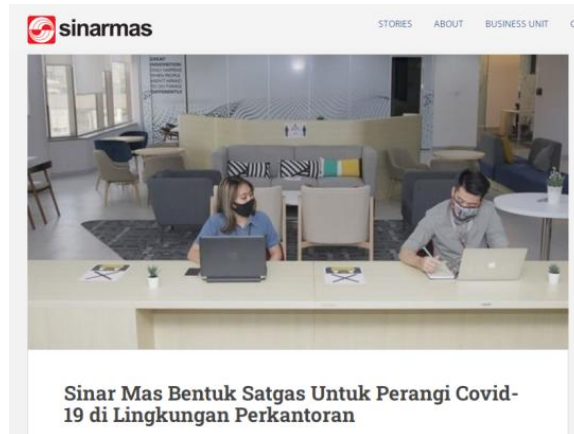 sinarmas
STORIES ABOUT BUSINESS UNIT
Sinar Mas Bentuk Satgas Untuk Perangi Covid-
19 di Lingkungan Perkantoran